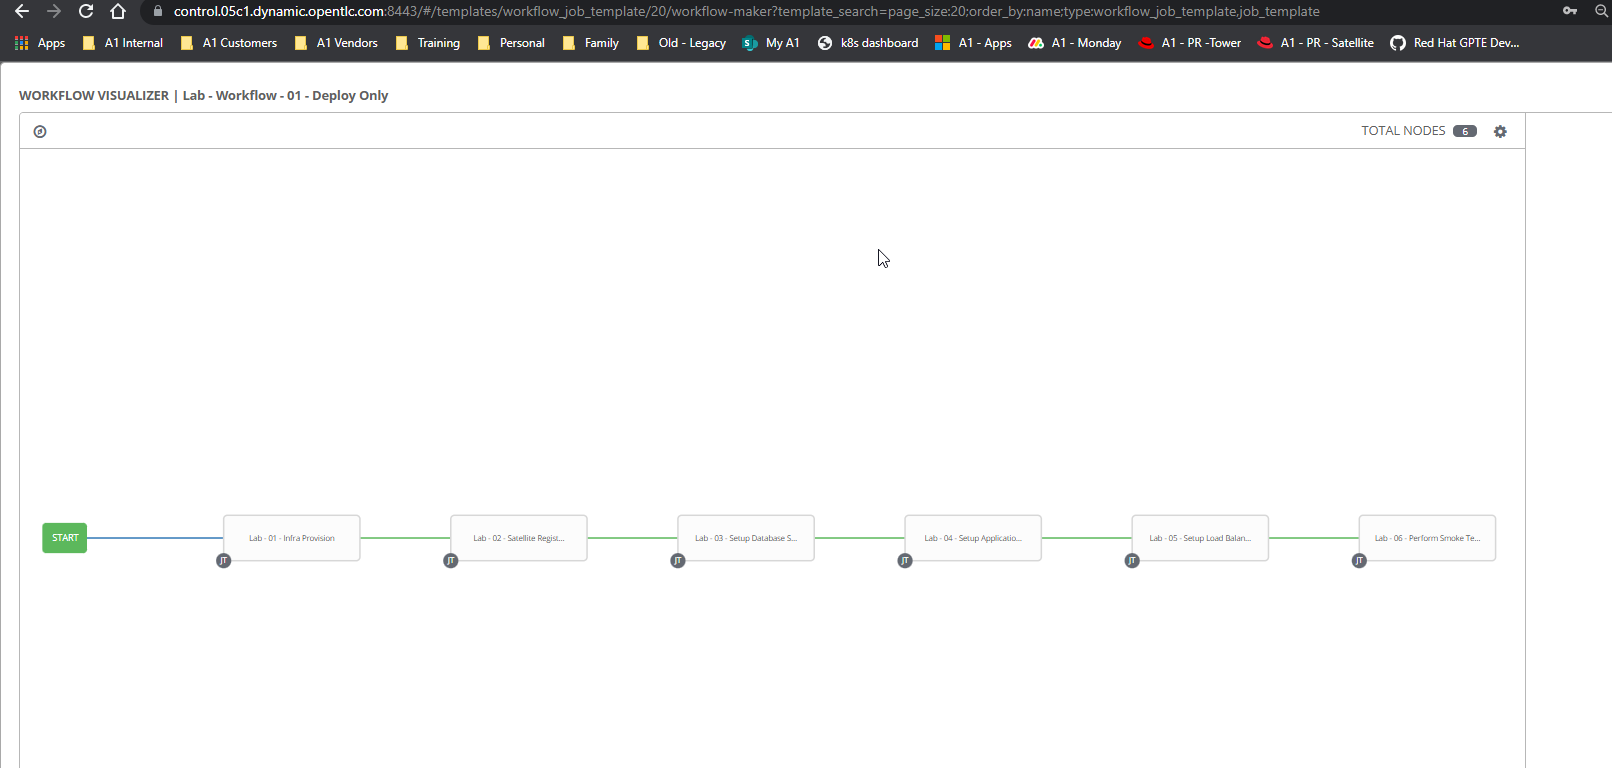 control.05c1.dynamic.opentlc.com:8443/#/templates/workflow_job_template/20/workflow-maker?template_search=page_size:20;order_by:name;type:workflow_job_template,job_template
Apps A1 Internal A1 Customers A1 Vendors Training Personal Family Old - Legacy My A1 k8s dashboard A1 - Apps A1 - Monday A1 - PR -Tower A1 - PR - Satellite Red Hat GPTE Dev...
WORKFLOW VISUALIZER | Lab - Workflow - 01 - Deploy Only
TOTAL NODES 6
START Lab - 01 - Infra Provision Lab - 02 - Satellite Regist... Lab - 03 - Setup Database S... Lab - 04 - Setup Applicatio... Lab - 05 - Setup Load Balan... Lab - 06 - Perform Smoke Te...
JT JT JT JT JT JT